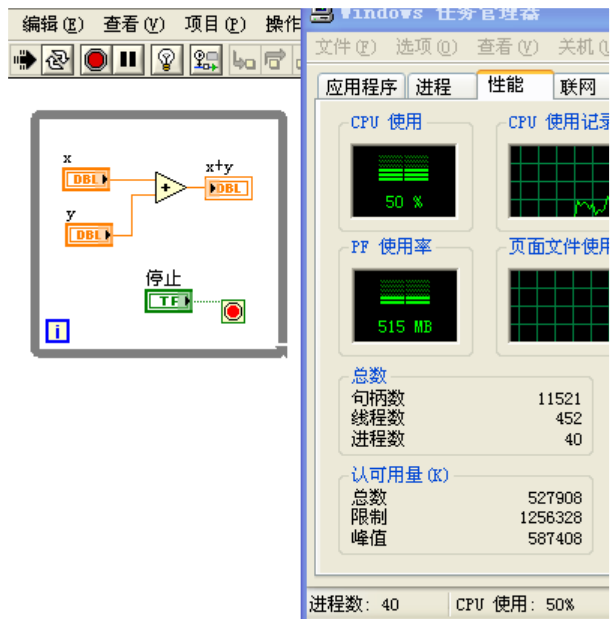 编辑(E) 查看(V) 项目(P) 操作
x
DBL
y
DBL
x+y
DBL
停止
TF
i
Windows 任务管理器
文件(F) 选项(O) 查看(V) 关机(U
应用程序 进程 性能 联网
CPU 使用 CPU 使用记录
50 %
PF 使用率 页面文件使用
515 MB
总数
句柄数 11521
线程数 452
进程数 40
认可用量(K)
总数 527908
限制 1256328
峰值 587408
进程数: 40 CPU 使用: 50%